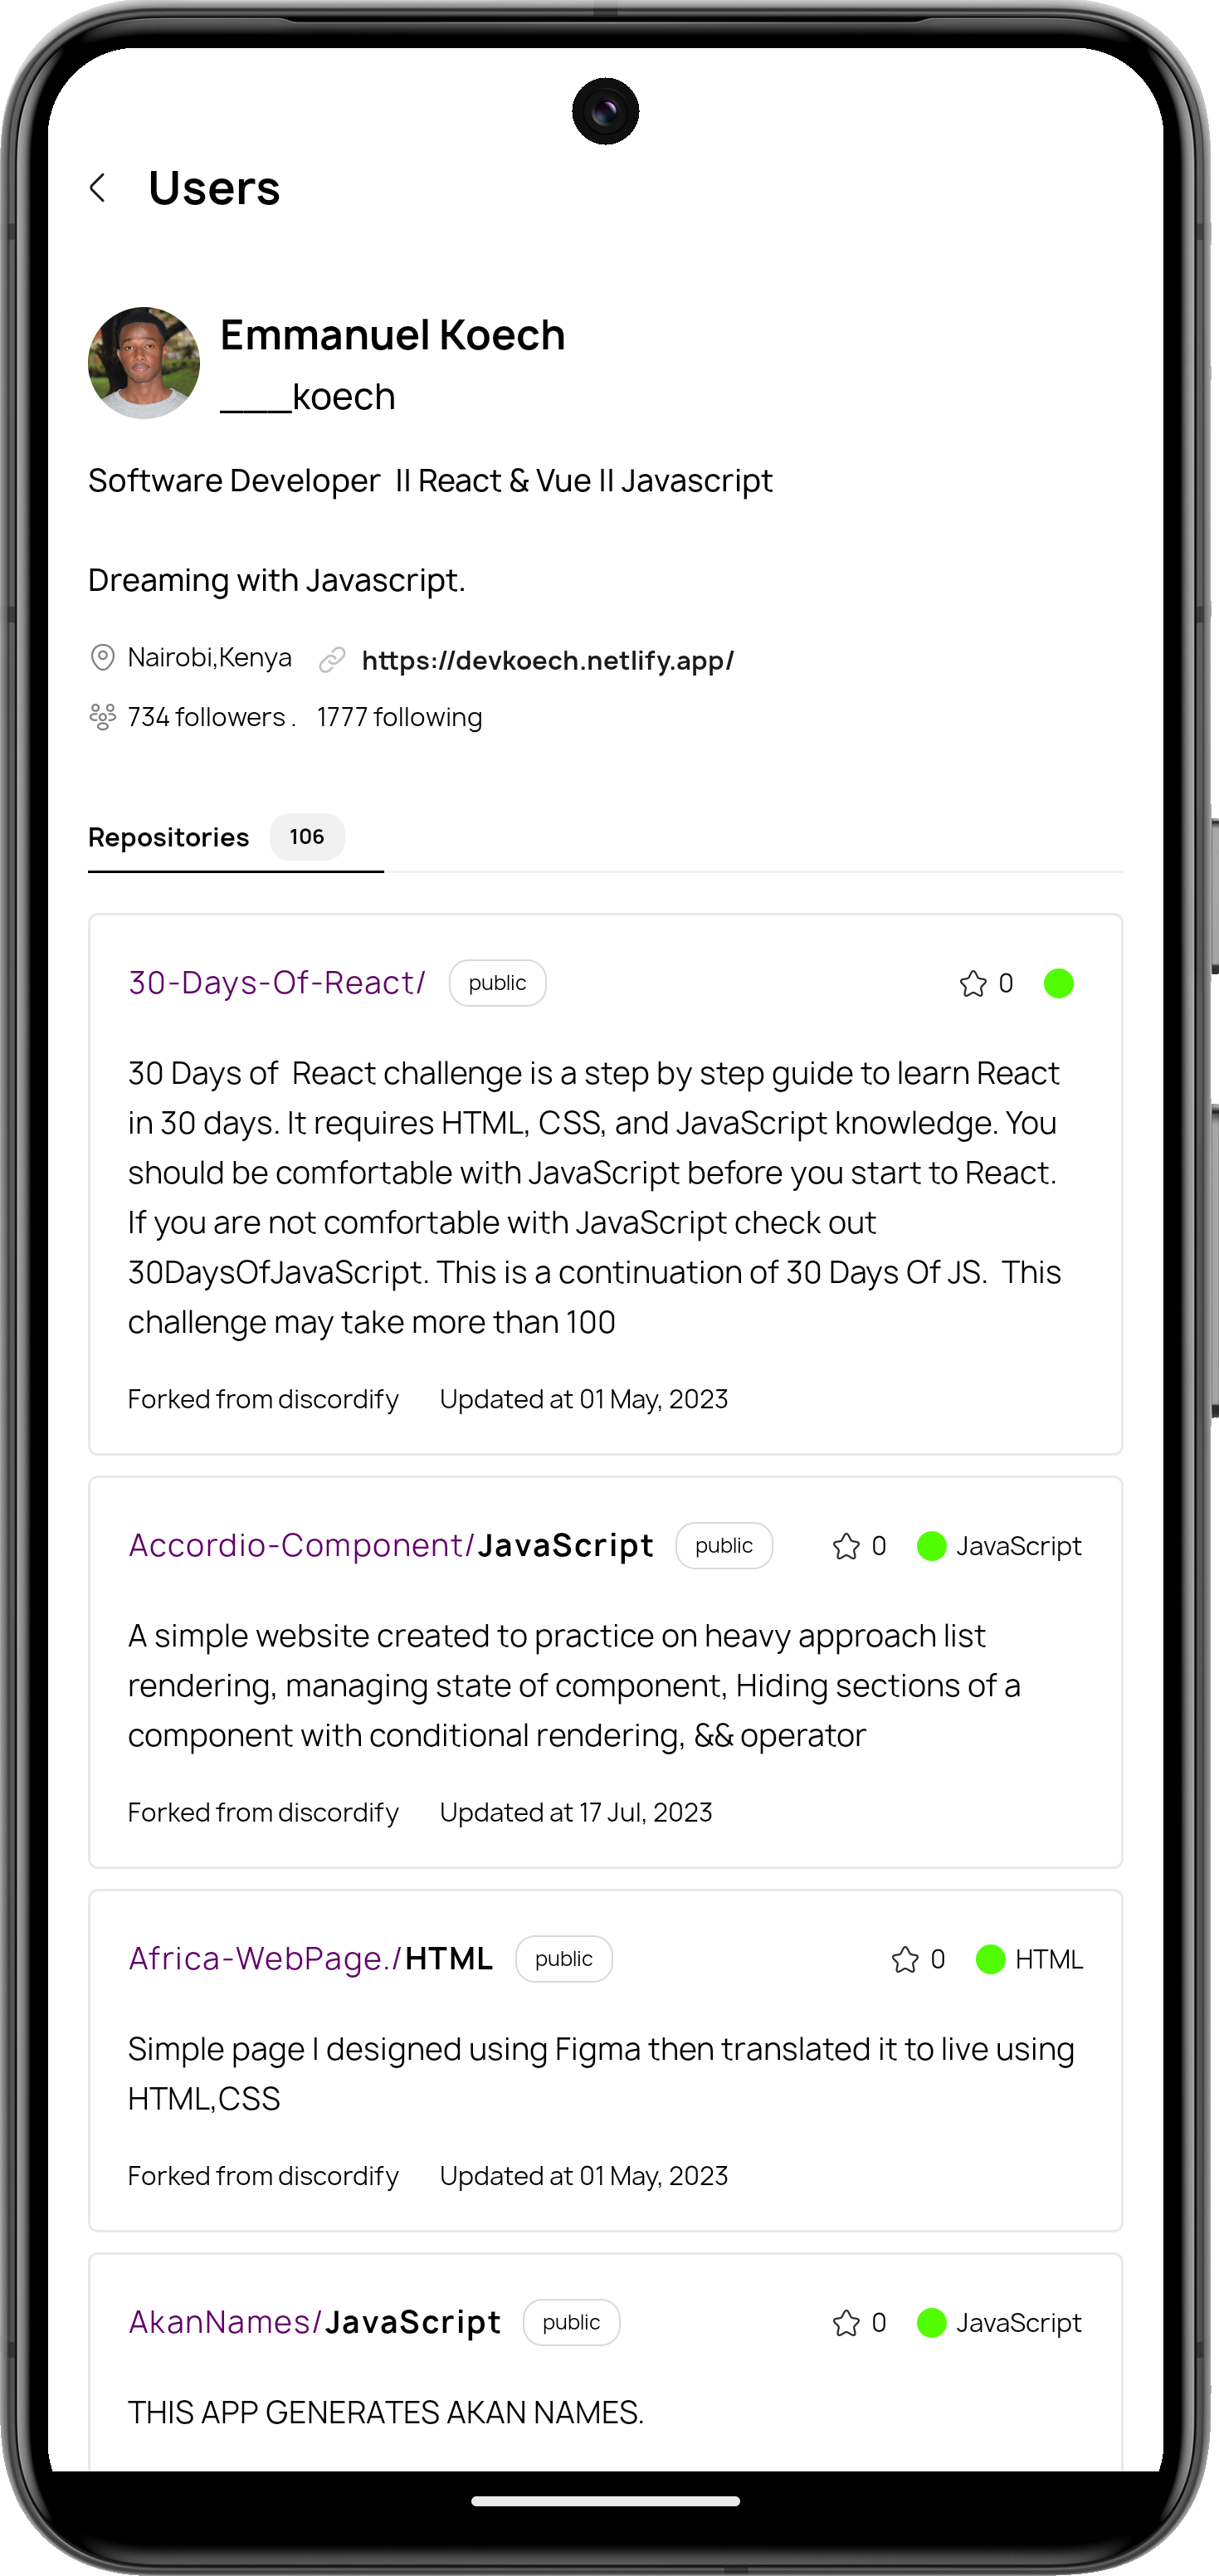 Users
Emmanuel Koech
___koech
Software Developer  || React & Vue || Javascript
Dreaming with Javascript.
Nairobi,Kenya https://devkoech.netlify.app/
734 followers . 1777 following
Repositories 106
30-Days-Of-React/ public 0
30 Days of  React challenge is a step by step guide to learn React
in 30 days. It requires HTML, CSS, and JavaScript knowledge. You
should be comfortable with JavaScript before you start to React.
If you are not comfortable with JavaScript check out
30DaysOfJavaScript. This is a continuation of 30 Days Of JS.  This
challenge may take more than 100
Forked from discordify Updated at 01 May, 2023
Accordio-Component/JavaScript public 0 JavaScript
A simple website created to practice on heavy approach list
rendering, managing state of component, Hiding sections of a
component with conditional rendering, && operator
Forked from discordify Updated at 17 Jul, 2023
Africa-WebPage./HTML public 0 HTML
Simple page I designed using Figma then translated it to live using
HTML,CSS
Forked from discordify Updated at 01 May, 2023
AkanNames/JavaScript public 0 JavaScript
THIS APP GENERATES AKAN NAMES.